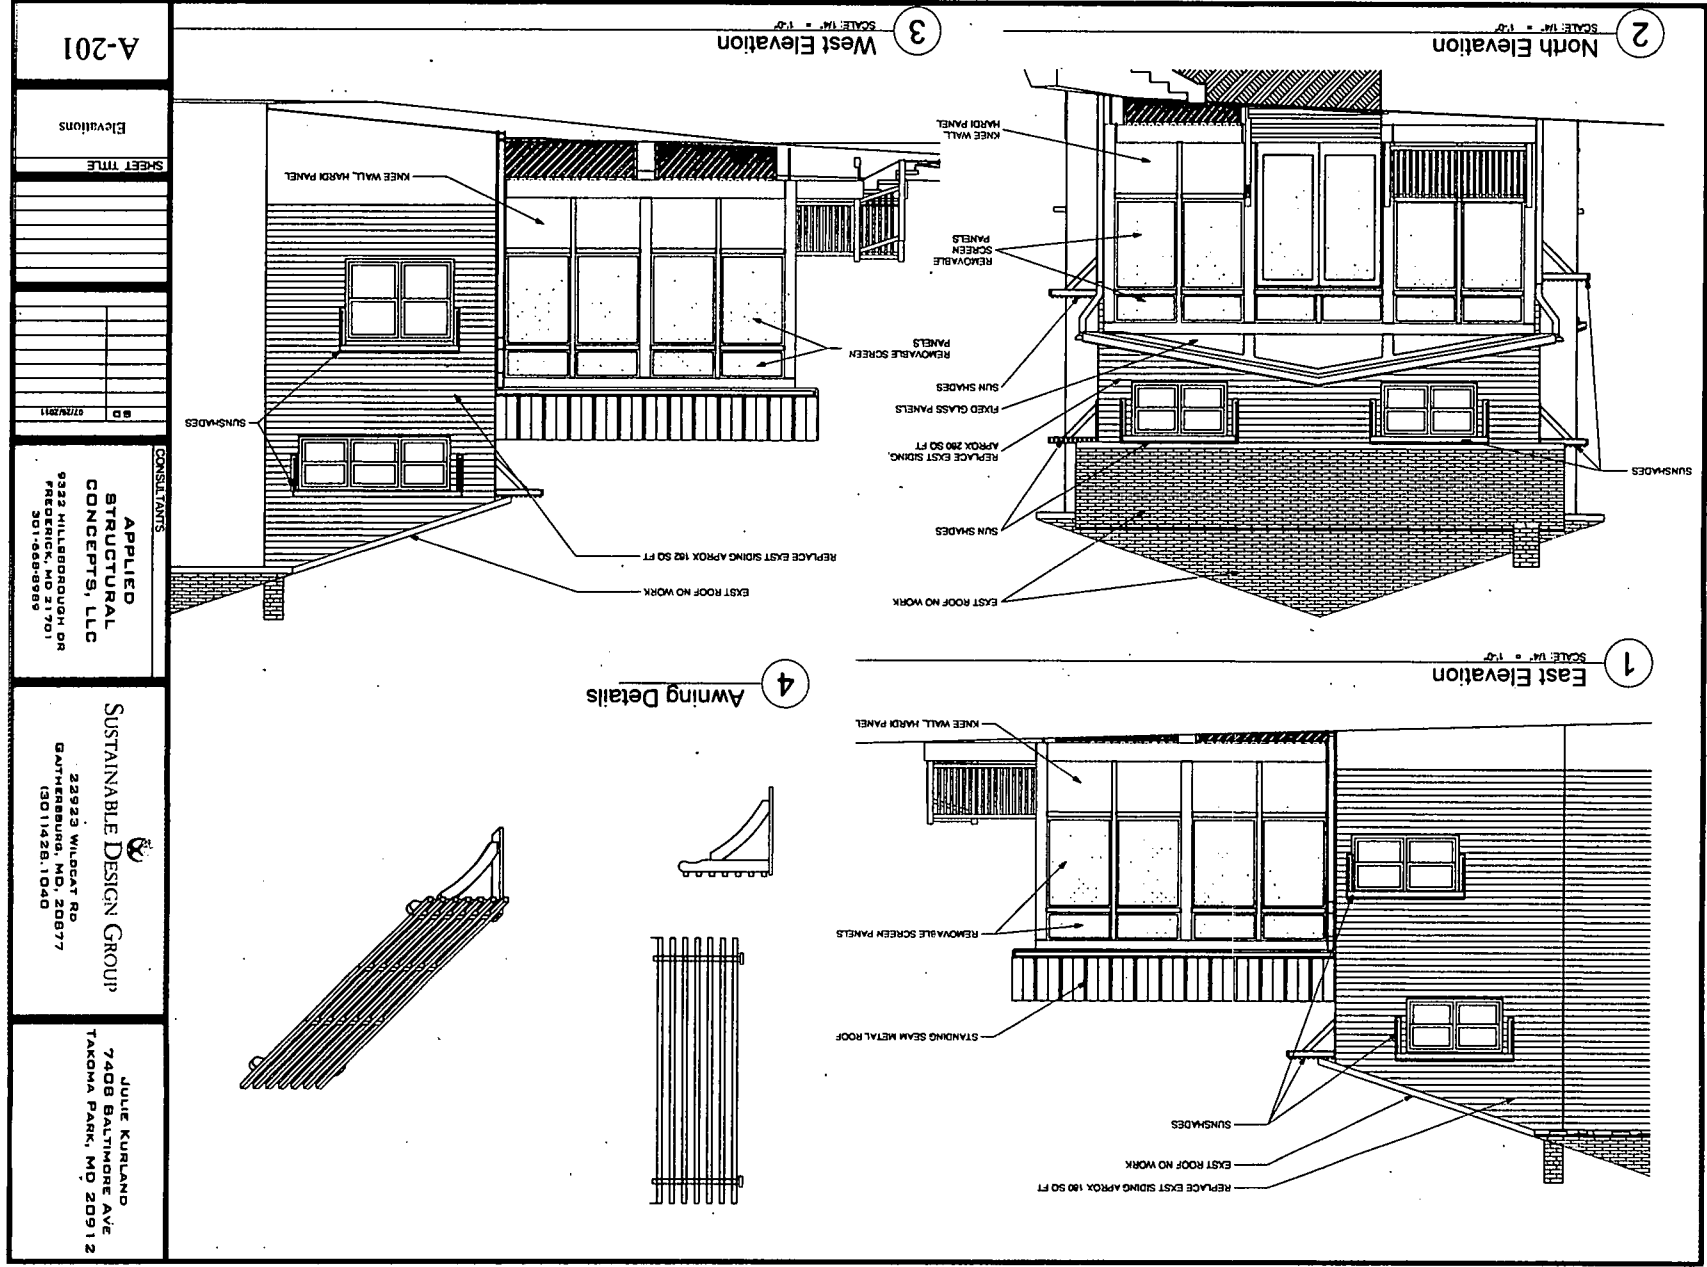 REPLACE EXST SIDING APROX 180 SQ FT
EXST ROOF NO WORK
SUNSHADES
STANDING SEAM METAL ROOF
REMOVABLE SCREEN PANELS
KNEE WALL, HARDI PANEL
1
East Elevation
SCALE: 1/4" = 1'-0"
4
Awning Details
EXST ROOF NO WORK
SUN SHADES
SUNSHADES
REPLACE EXST SIDING,
APROX 280 SQ FT
FIXED GLASS PANELS
SUN SHADES
REMOVABLE
SCREEN
PANELS
KNEE WALL,
HARDI PANEL
2
North Elevation
SCALE: 1/4" = 1'-0"
EXST ROOF NO WORK
REPLACE EXST SIDING APROX 162 SQ FT
SUNSHADES
REMOVABLE SCREEN
PANELS
KNEE WALL, HARDI PANEL
3
West Elevation
SCALE: 1/4" = 1'-0"
JULIE KURLAND
7408 BALTIMORE AVE
TAKOMA PARK, MD 20912
SUSTAINABLE DESIGN GROUP
22923 WILDCAT RD
GAITHERSBURG, MD, 20877
(301)428.1040
CONSULTANTS
APPLIED
STRUCTURAL
CONCEPTS, LLC
9322 HILLSBOROUGH DR
FREDERICK, MD 21701
301-668-8989
07/29/2011
SHEET TITLE
Elevations
A-201